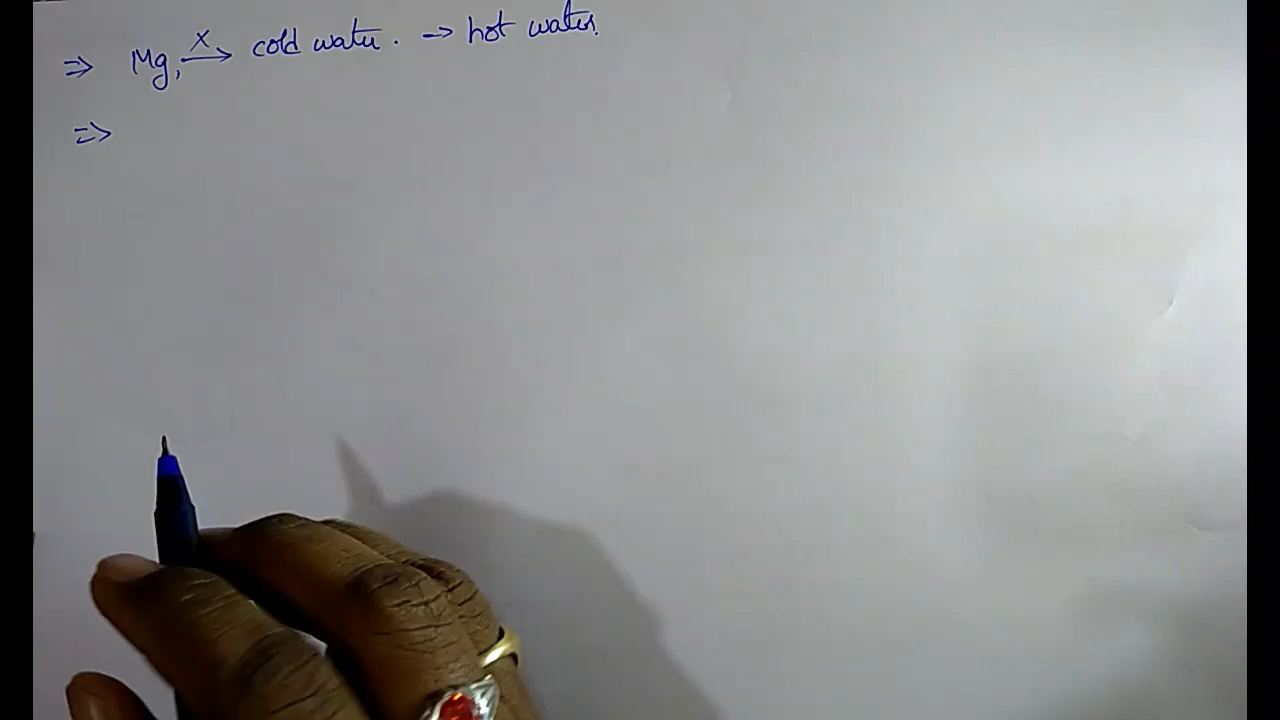 ⇒ Mg, -x→ cold water. → hot water.
⇒